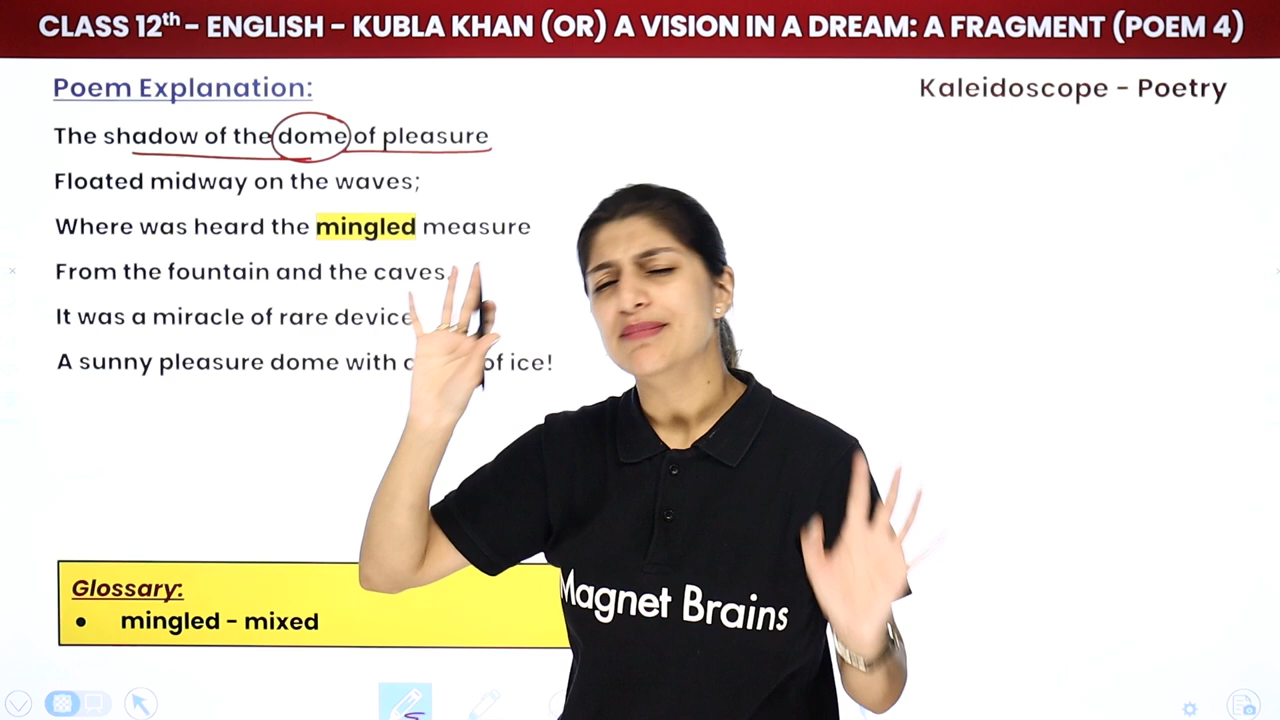 CLASS 12th - ENGLISH - KUBLA KHAN (OR) A VISION IN A DREAM: A FRAGMENT (POEM 4)
Poem Explanation:
Kaleidoscope - Poetry
The shadow of the dome of pleasure
Floated midway on the waves;
Where was heard the mingled measure
From the fountain and the caves.
It was a miracle of rare device
A sunny pleasure dome with of ice!
Glossary:
• mingled - mixed
Magnet Brains